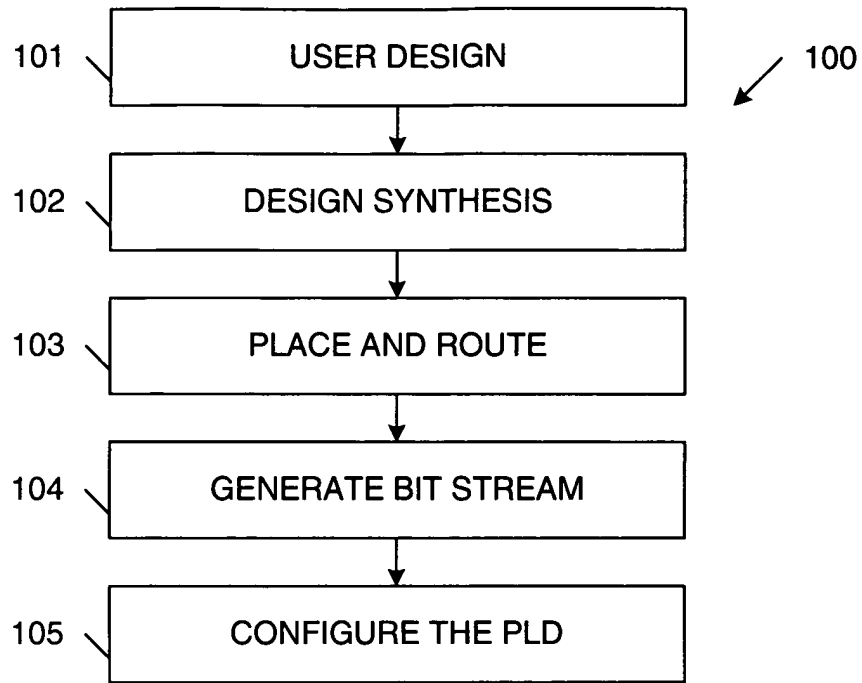 101 USER DESIGN 100
102 DESIGN SYNTHESIS
103 PLACE AND ROUTE
104 GENERATE BIT STREAM
105 CONFIGURE THE PLD